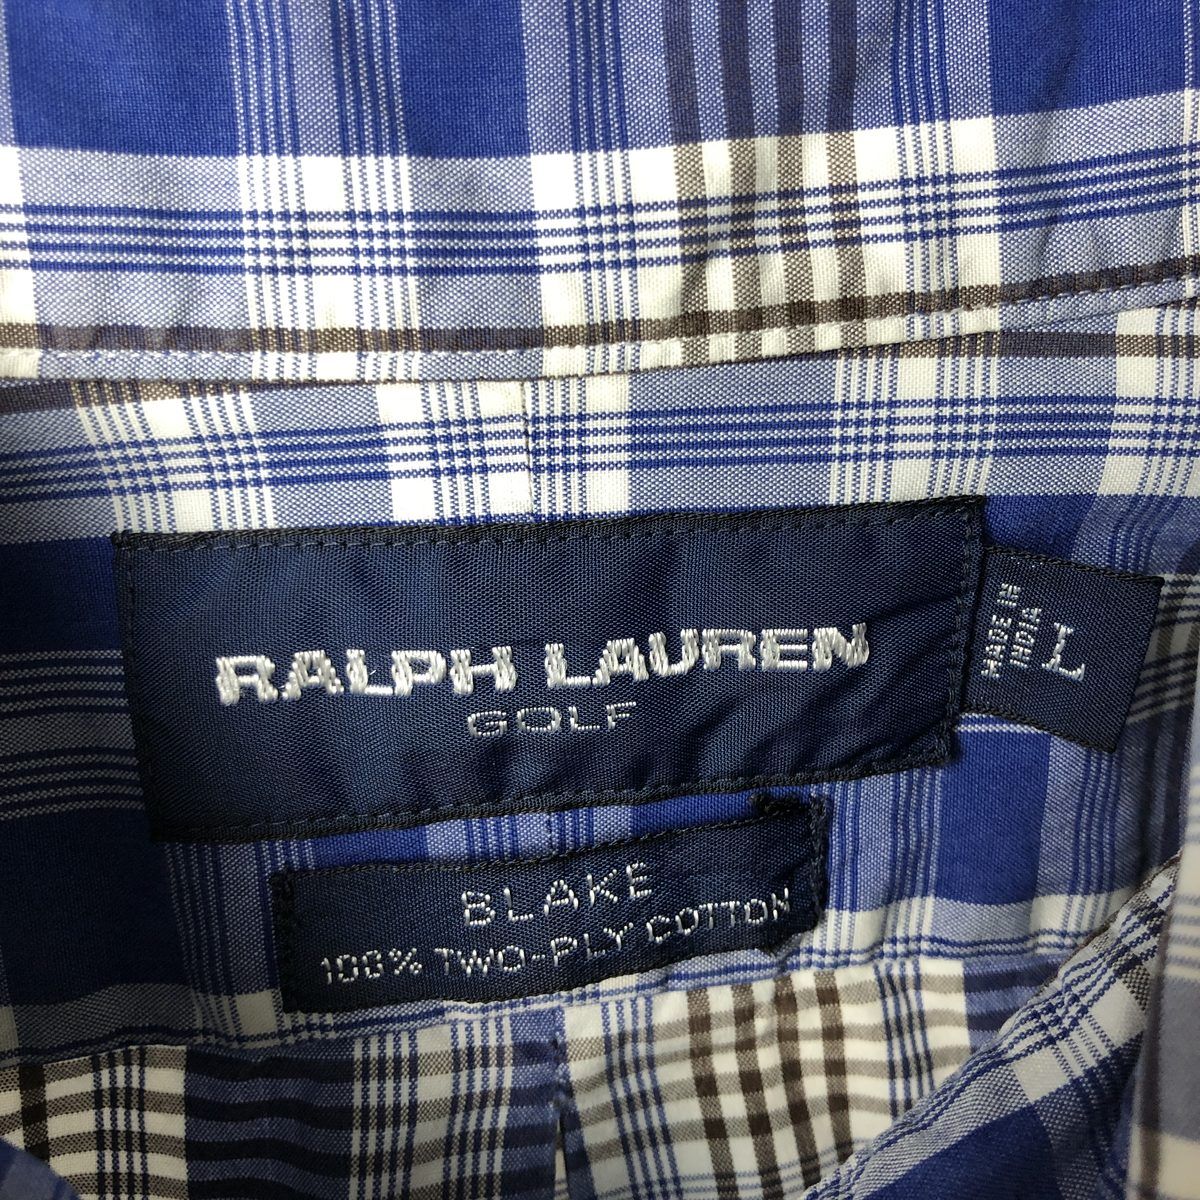 RALPH LAUREN
GOLF
MADE IN
INDIA
L
BLAKE
100% TWO-PLY COTTON